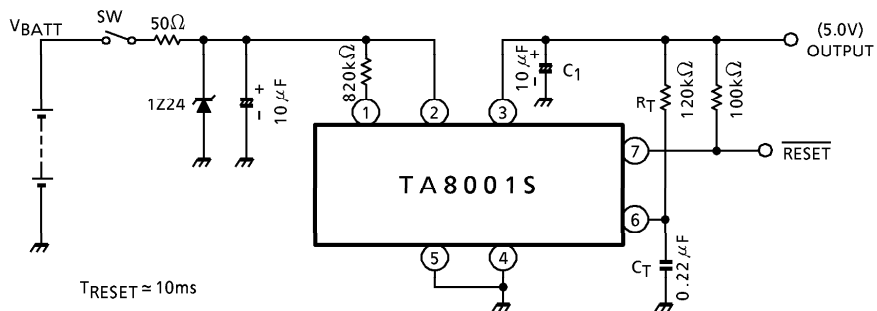 V_BATT
SW
50Ω
1Z24
+
-
10μF
820kΩ
1
2
3
10μF
+
-
C1
RT
120kΩ
100kΩ
(5.0V)
OUTPUT
7
RESET
TA8001S
6
5
4
CT
0.22μF
TRESET≃10ms